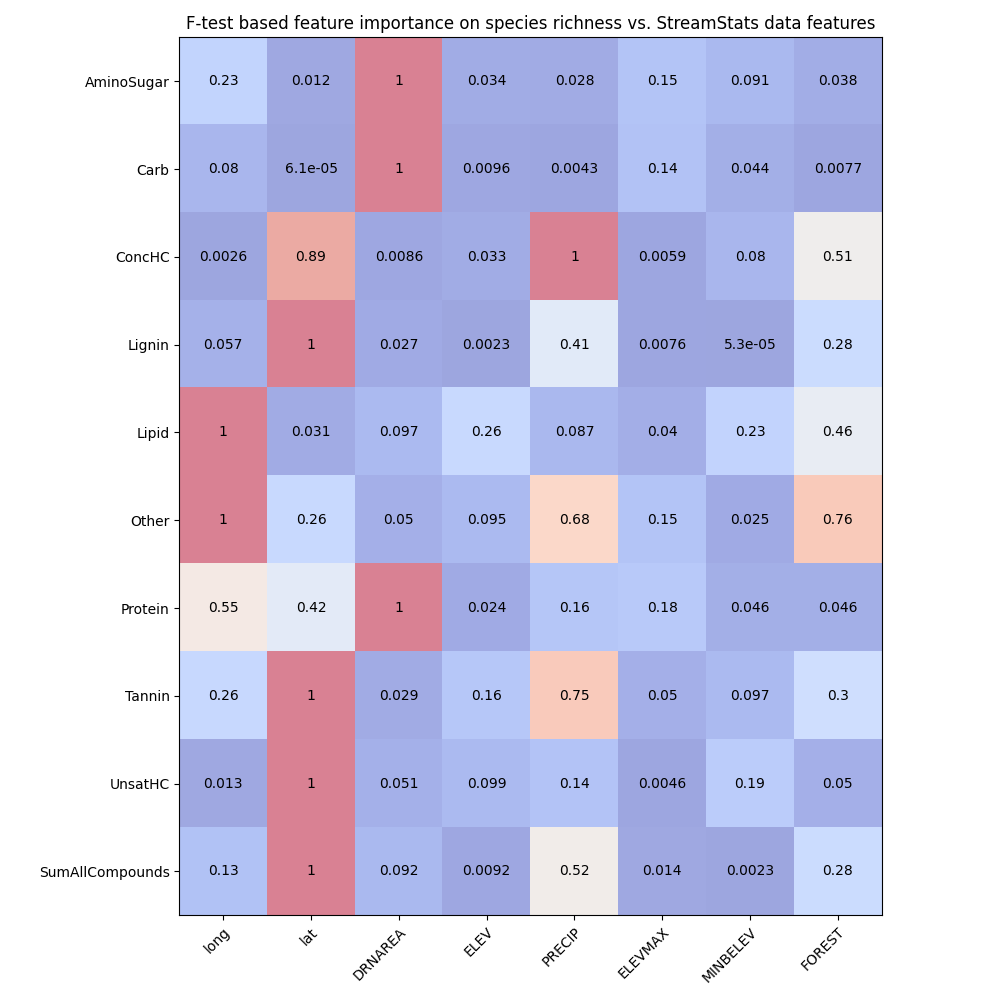 F-test based feature importance on species richness vs. StreamStats data features
AminoSugar 0.23 0.012 1 0.034 0.028 0.15 0.091 0.038
Carb 0.08 6.1e-05 1 0.0096 0.0043 0.14 0.044 0.0077
ConcHC 0.0026 0.89 0.0086 0.033 1 0.0059 0.08 0.51
Lignin 0.057 1 0.027 0.0023 0.41 0.0076 5.3e-05 0.28
Lipid 1 0.031 0.097 0.26 0.087 0.04 0.23 0.46
Other 1 0.26 0.05 0.095 0.68 0.15 0.025 0.76
Protein 0.55 0.42 1 0.024 0.16 0.18 0.046 0.046
Tannin 0.26 1 0.029 0.16 0.75 0.05 0.097 0.3
UnsatHC 0.013 1 0.051 0.099 0.14 0.0046 0.19 0.05
SumAllCompounds 0.13 1 0.092 0.0092 0.52 0.014 0.0023 0.28
long lat DRNAREA ELEV PRECIP ELEVMAX MINBELEV FOREST